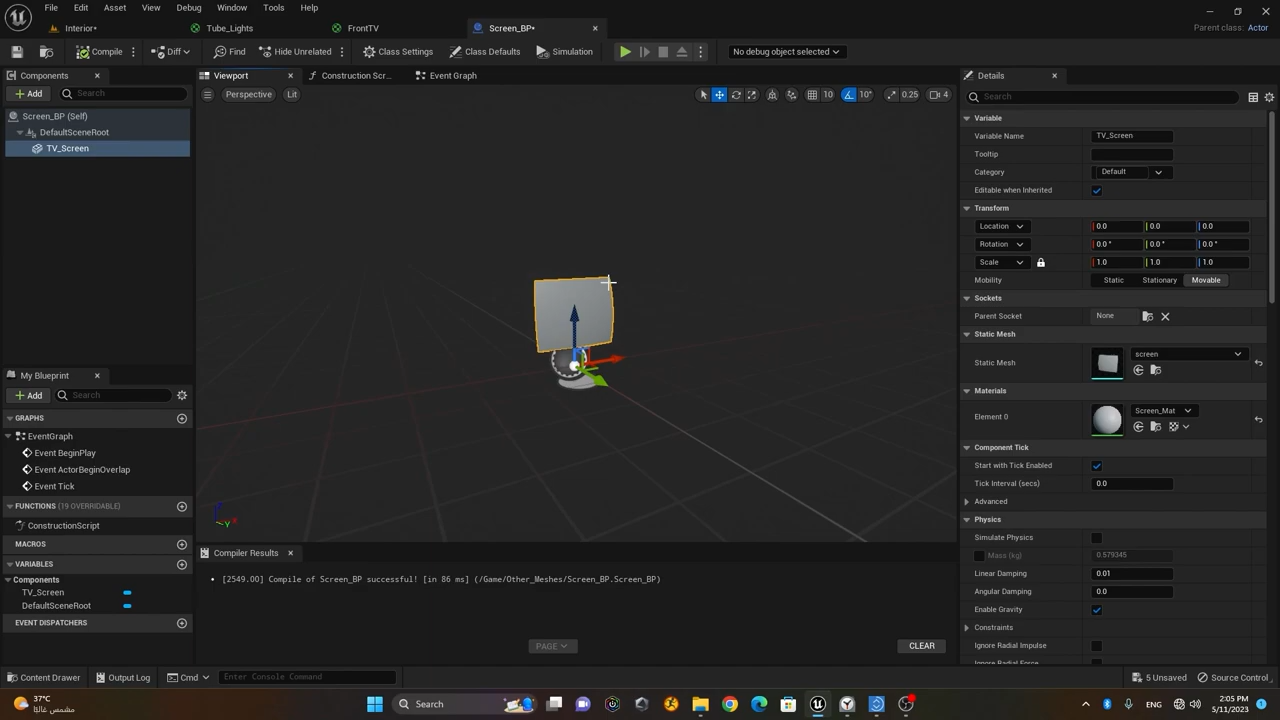 File Edit Asset View Debug Window Tools Help
Interior•
Tube_Lights
FrontTV
Screen_BP*
Parent class: Actor
Compile
Diff
Find
Hide Unrelated
Class Settings
Class Defaults
Simulation
No debug object selected
Components
Add
Search
Screen_BP (Self)
DefaultSceneRoot
TV_Screen
Viewport
Construction Scr...
Event Graph
Perspective
Lit
10
10°
0.25
4
Details
Search
Variable
Variable Name TV_Screen
Tooltip
Category Default
Editable when Inherited
Transform
Location 0.0 0.0 0.0
Rotation 0.0 ° 0.0 ° 0.0 °
Scale 1.0 1.0 1.0
Mobility Static Stationary Movable
Sockets
Parent Socket None
Static Mesh
Static Mesh screen
Materials
Element 0 Screen_Mat
Component Tick
Start with Tick Enabled
Tick Interval (secs) 0.0
Advanced
Physics
Simulate Physics
Mass (kg) 0.579345
Linear Damping 0.01
Angular Damping 0.0
Enable Gravity
Constraints
Ignore Radial Impulse
Ignore Radial Force
My Blueprint
Add
Search
GRAPHS
EventGraph
Event BeginPlay
Event ActorBeginOverlap
Event Tick
FUNCTIONS (19 OVERRIDABLE)
ConstructionScript
MACROS
VARIABLES
Components
TV_Screen
DefaultSceneRoot
EVENT DISPATCHERS
Compiler Results
[2549.00] Compile of Screen_BP successful! [in 86 ms] (/Game/Other_Meshes/Screen_BP.Screen_BP)
PAGE
CLEAR
Content Drawer
Output Log
Cmd
Enter Console Command
5 Unsaved
Source Control
37°C
مشمس غالبًا
Search
2:05 PM
5/11/2023